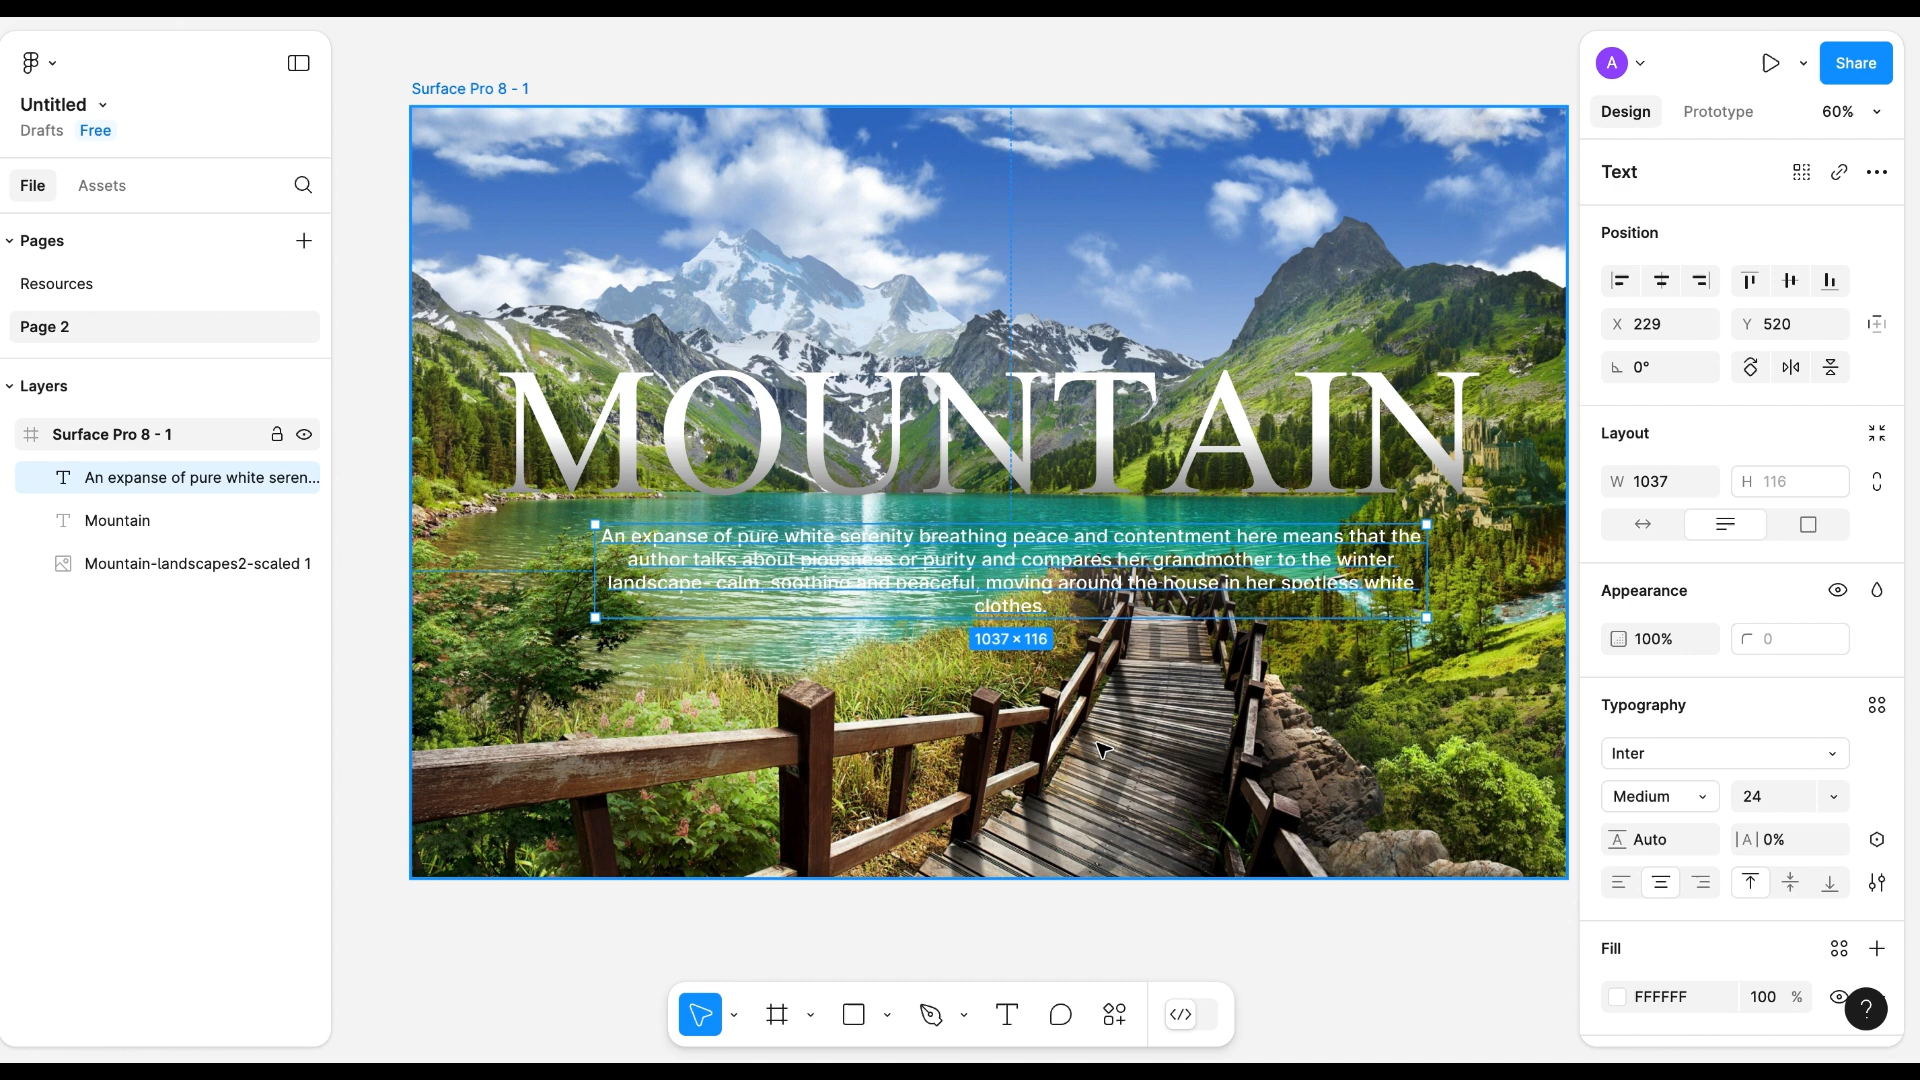 Untitled
Drafts Free
File Assets
Pages
Resources
Page 2
Layers
Surface Pro 8 - 1
An expanse of pure white seren...
Mountain
Mountain-landscapes2-scaled 1
Surface Pro 8 - 1
MOUNTAIN
An expanse of pure white serenity breathing peace and contentment here means that the
author talks about piousness or purity and compares her grandmother to the winter
landscape- calm, soothing and peaceful, moving around the house in her spotless white
clothes.
1037 × 116
A
Share
Design Prototype 60%
Text
Position
X 229 Y 520
0°
Layout
W 1037 H 116
Appearance
100% 0
Typography
Inter
Medium 24
A Auto |A| 0%
Fill
FFFFFF 100 %
?